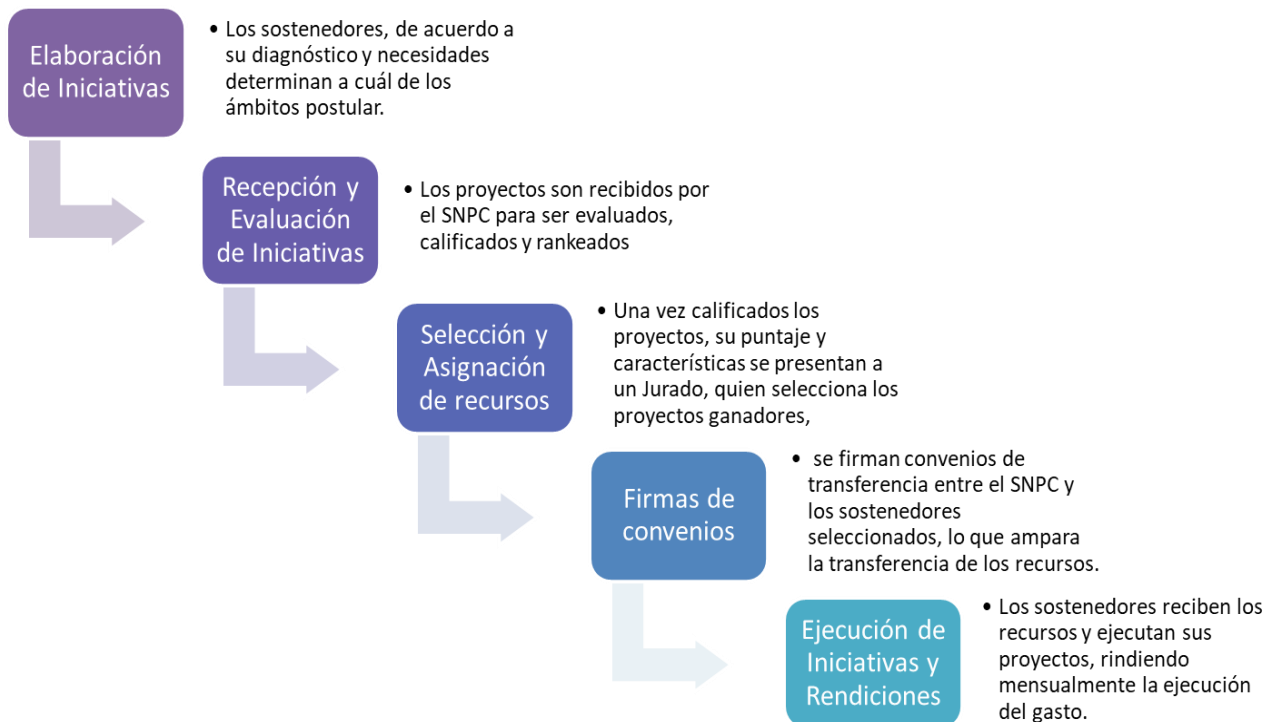 Elaboración
de Iniciativas
• Los sostenedores, de acuerdo a
su diagnóstico y necesidades
determinan a cuál de los
ámbitos postular.
Recepción y
Evaluación
de Iniciativas
• Los proyectos son recibidos por
el SNPC para ser evaluados,
calificados y rankeados
Selección y
Asignación
de recursos
• Una vez calificados los
proyectos, su puntaje y
características se presentan a
un Jurado, quien selecciona los
proyectos ganadores,
Firmas de
convenios
• se firman convenios de
transferencia entre el SNPC y
los sostenedores
seleccionados, lo que ampara
la transferencia de los recursos.
Ejecución de
Iniciativas y
Rendiciones
• Los sostenedores reciben los
recursos y ejecutan sus
proyectos, rindiendo
mensualmente la ejecución
del gasto.